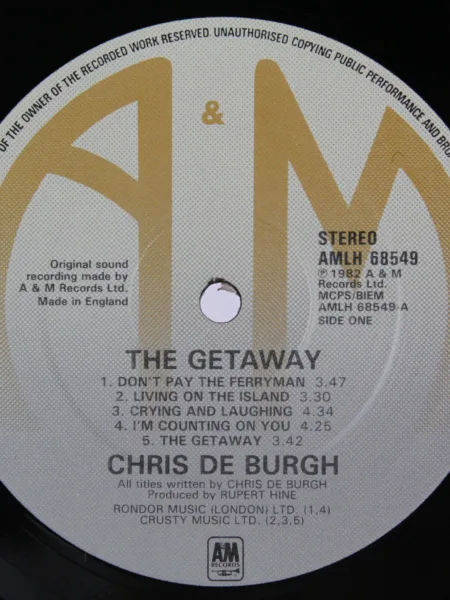 OF THE OWNER OF THE RECORDED WORK RESERVED. UNAUTHORISED COPYING PUBLIC PERFORMANCE AND
A & M
Original sound
recording made by
A & M Records Ltd.
Made in England
STEREO
AMLH 68549
℗ 1982 A & M
Records Ltd.
MCPS/BIEM
AMLH 68549-A
SIDE ONE
THE GETAWAY
1. DON'T PAY THE FERRYMAN 3.47
2. LIVING ON THE ISLAND 3.30
3. CRYING AND LAUGHING 4.34
4. I'M COUNTING ON YOU 4.25
5. THE GETAWAY 3.42
CHRIS DE BURGH
All titles written by CHRIS DE BURGH
Produced by RUPERT HINE
RONDOR MUSIC (LONDON) LTD. (1,4)
CRUSTY MUSIC LTD. (2,3,5)
AM
RECORDS